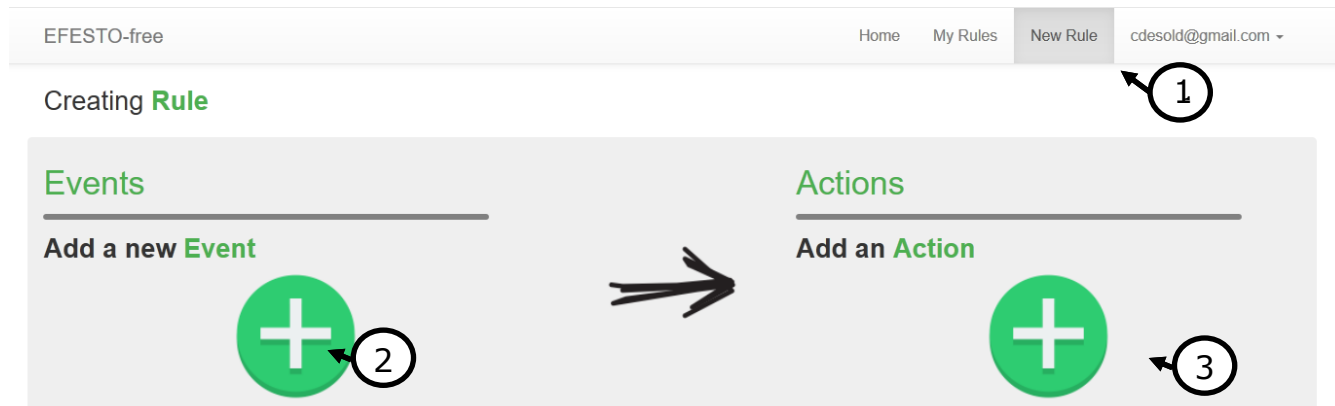 EFESTO-free Home My Rules New Rule cdesold@gmail.com
1
Creating Rule
Events Actions
Add a new Event Add an Action
2 3